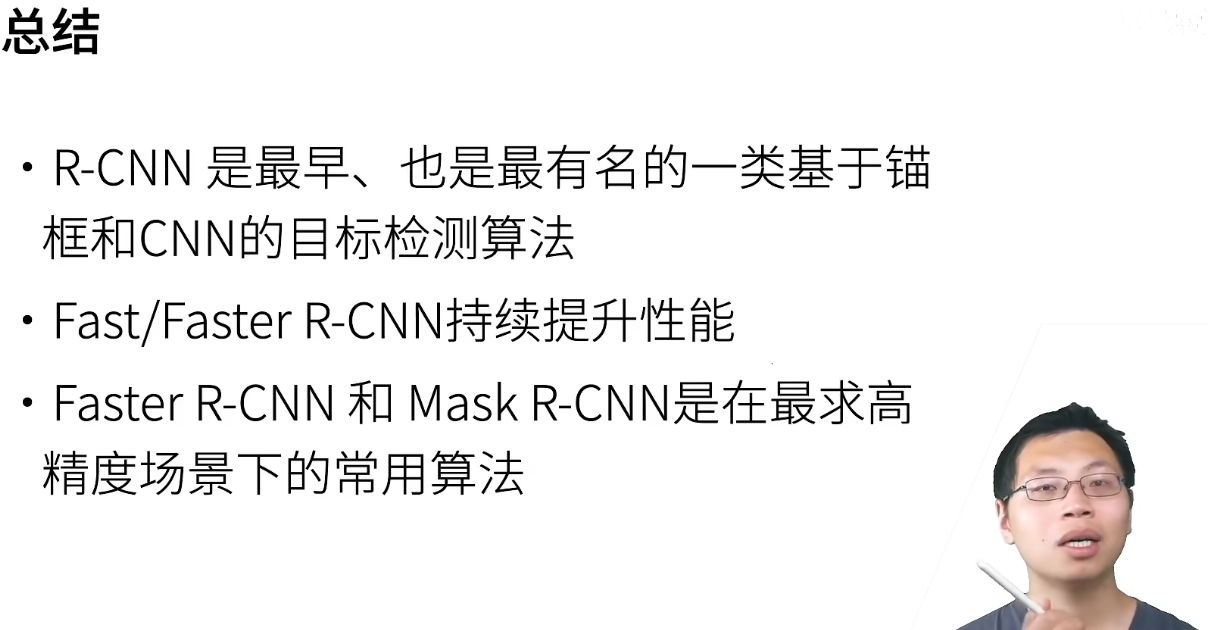 总结
• R-CNN 是最早、也是最有名的一类基于锚
框和CNN的目标检测算法
• Fast/Faster R-CNN持续提升性能
• Faster R-CNN 和 Mask R-CNN是在最求高
精度场景下的常用算法